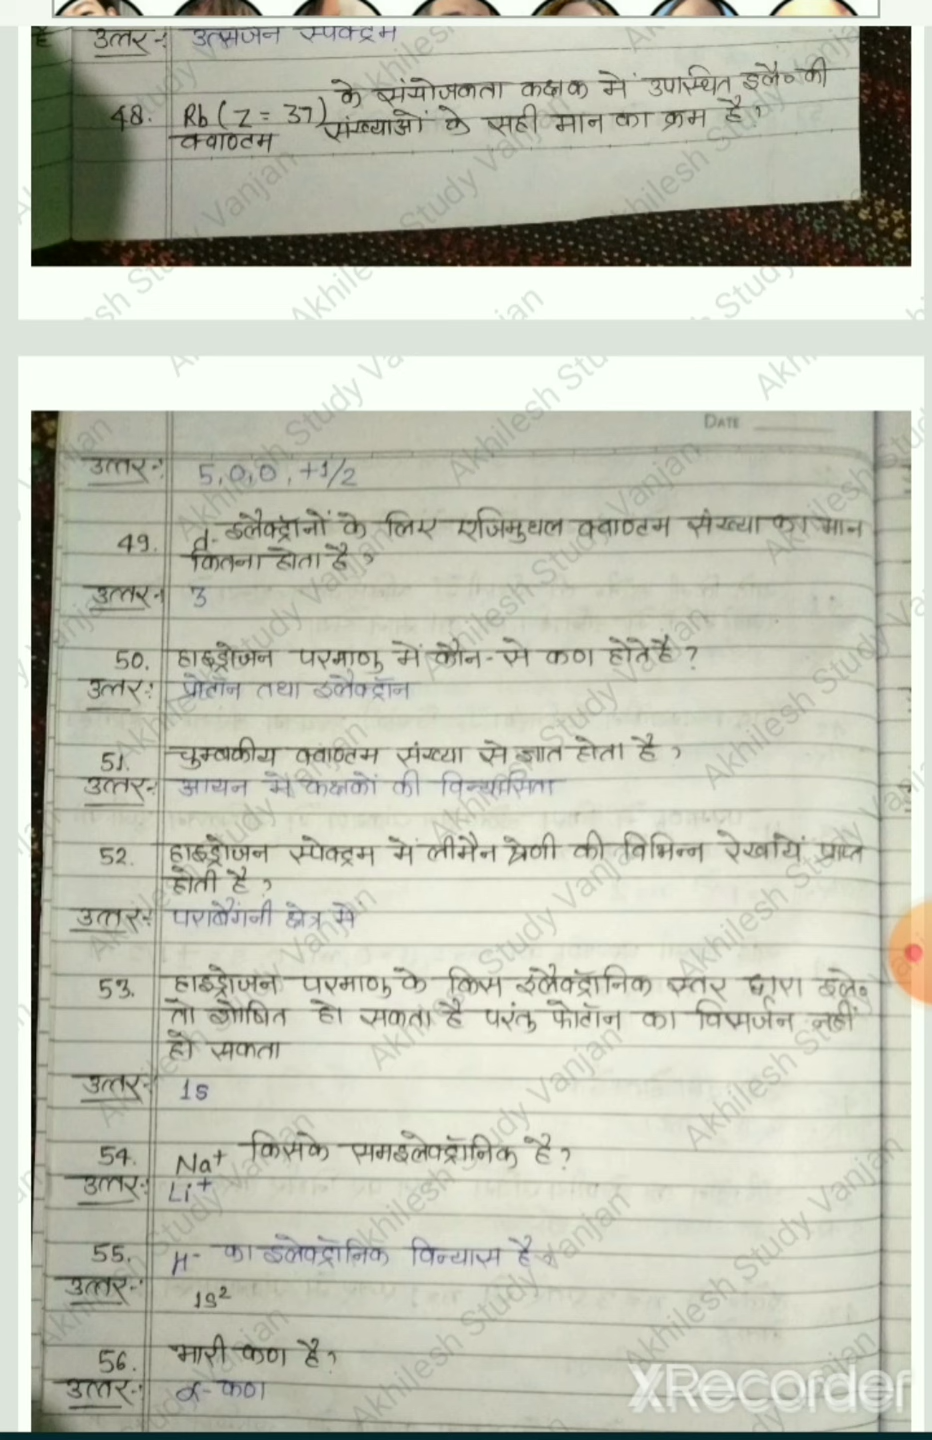 उत्तर:- उत्सर्जन स्पेक्ट्रम
48. Rb (Z = 37) के संयोजकता कक्षक में उपस्थित इलै० की
क्वाण्टम संख्याओं के सही मान का क्रम है?
DATE
उत्तर:- 5,0,0, +1/2
49. d- इलैक्ट्रॉनों के लिए एजिमुथल क्वाण्टम संख्या का मान
कितना होता है?
उत्तर:- 3
50. हाइड्रोजन परमाणु में कौन-से कण होते है?
उत्तर:- प्रोटॉन तथा इलैक्ट्रॉन
51. चुम्बकीय क्वाण्टम संख्या से ज्ञात होता है?
उत्तर:- आयन मे कक्षकों की विन्यासिता
52. हाइड्रोजन स्पेक्ट्रम में लीमैन श्रेणी की विभिन्न रेखायें प्राप्त
होती है?
उत्तर:- पराबैंगनी क्षेत्र मे
53. हाइड्रोजन परमाणु के किस इलैक्ट्रॉनिक स्तर द्वारा इले०
तो शोषित हो सकता है परंतु फोटॉन का विसर्जन नहीं
हो सकता
उत्तर:- 1s
54. Na+ किसके समइलेक्ट्रॉनिक है?
उत्तर:- Li+
55. H- का इलेक्ट्रॉनिक विन्यास है
उत्तर:- 1s²
56. भारी कण है?
उत्तर:- α- कण
XRecorder
Akhilesh Study Vanjan